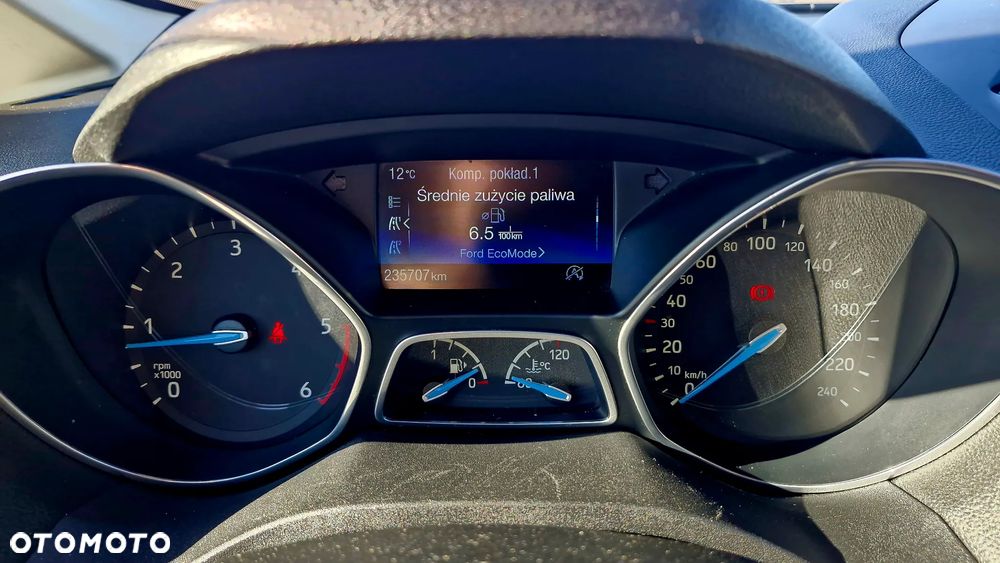 12°C Komp. pokład.1
Średnie zużycie paliwa
⌀
6.5 l/100km
Ford EcoMode >
235707 km
0 1 2 3 4 5 6
rpm
x1000
1 0
120
60
°C
0 10 20 30 40 50 60 80 100 120 140 160 180 200 220 240
km/h
OTOMOTO